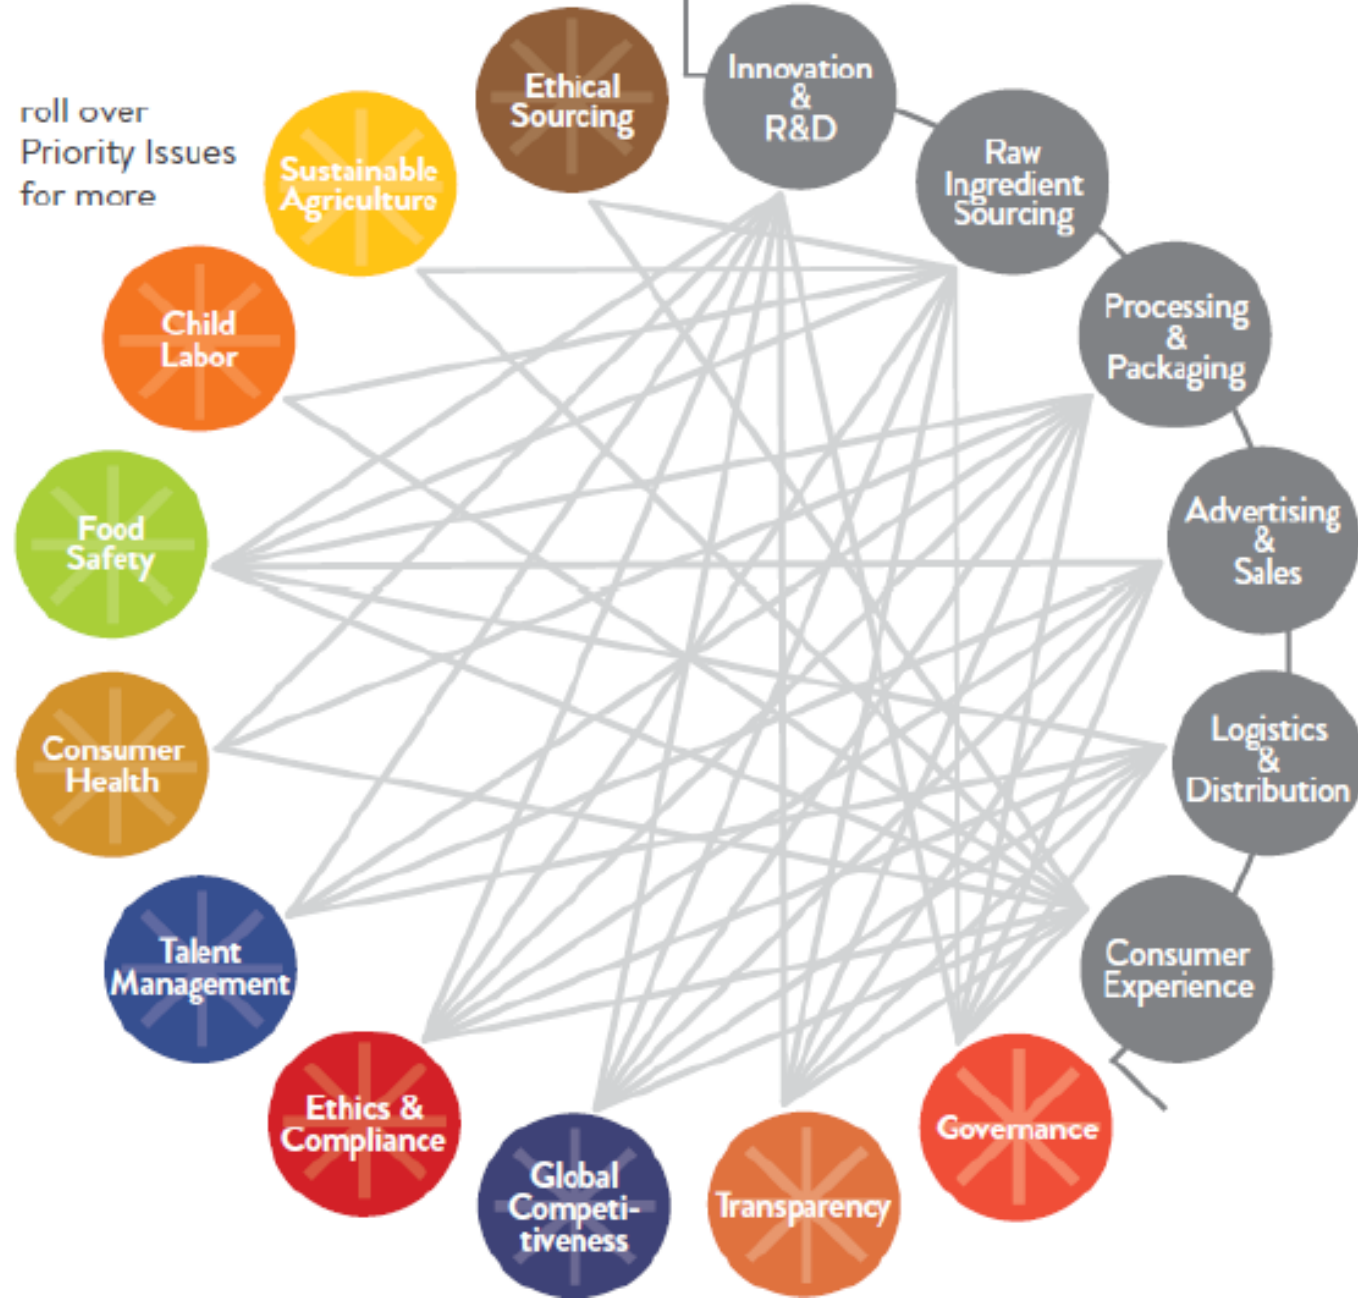 roll over
Priority Issues
for more
Ethical
Sourcing
Innovation
&
R&D
Raw
Ingredient
Sourcing
Processing
&
Packaging
Advertising
&
Sales
Logistics
&
Distribution
Consumer
Experience
Governance
Transparency
Global
Competi-
tiveness
Ethics &
Compliance
Talent
Management
Consumer
Health
Food
Safety
Child
Labor
Sustainable
Agriculture